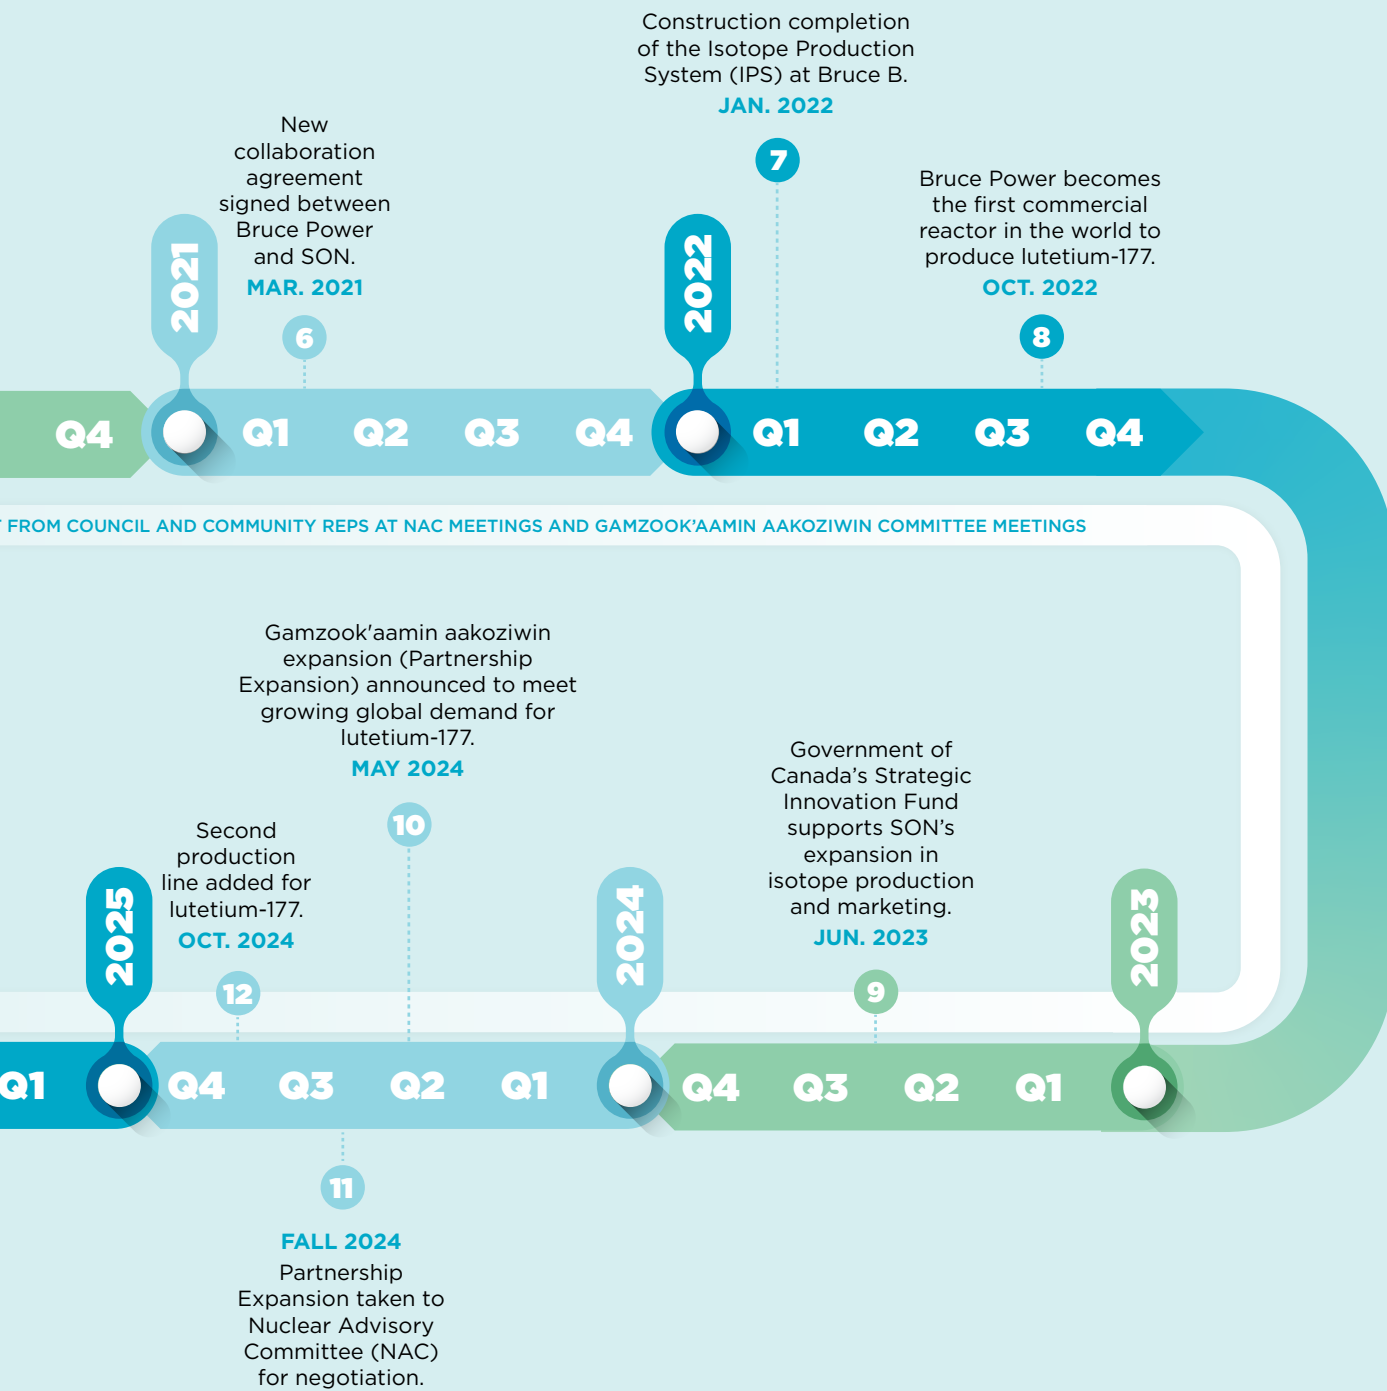 Construction completion
of the Isotope Production
System (IPS) at Bruce B.
JAN. 2022
7
New
collaboration
agreement
signed between
Bruce Power
and SON.
MAR. 2021
6
Bruce Power becomes
the first commercial
reactor in the world to
produce lutetium-177.
OCT. 2022
8
2021
2022
Q4 Q1 Q2 Q3 Q4 Q1 Q2 Q3 Q4
FROM COUNCIL AND COMMUNITY REPS AT NAC MEETINGS AND GAMZOOK’AAMIN AAKOZIWIN COMMITTEE MEETINGS
Gamzook'aamin aakoziwin
expansion (Partnership
Expansion) announced to meet
growing global demand for
lutetium-177.
MAY 2024
10
Government of
Canada’s Strategic
Innovation Fund
supports SON’s
expansion in
isotope production
and marketing.
JUN. 2023
9
Second
production
line added for
lutetium-177.
OCT. 2024
12
2025
2024
2023
Q1 Q4 Q3 Q2 Q1 Q4 Q3 Q2 Q1
11
FALL 2024
Partnership
Expansion taken to
Nuclear Advisory
Committee (NAC)
for negotiation.